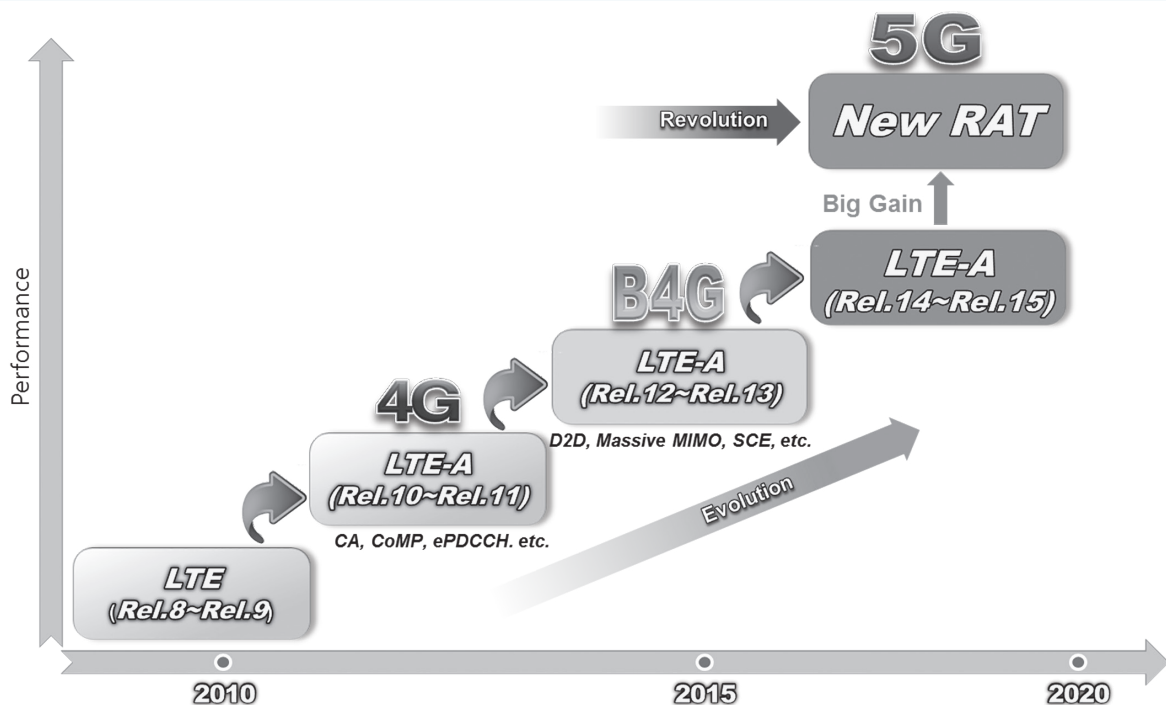 5G
New RAT
Revolution
Big Gain
LTE-A
(Rel.14~Rel.15)
B4G
LTE-A
(Rel.12~Rel.13)
D2D, Massive MIMO, SCE, etc.
4G
LTE-A
(Rel.10~Rel.11)
CA, CoMP, ePDCCH. etc.
LTE
(Rel.8~Rel.9)
Evolution
Performance
2010
2015
2020